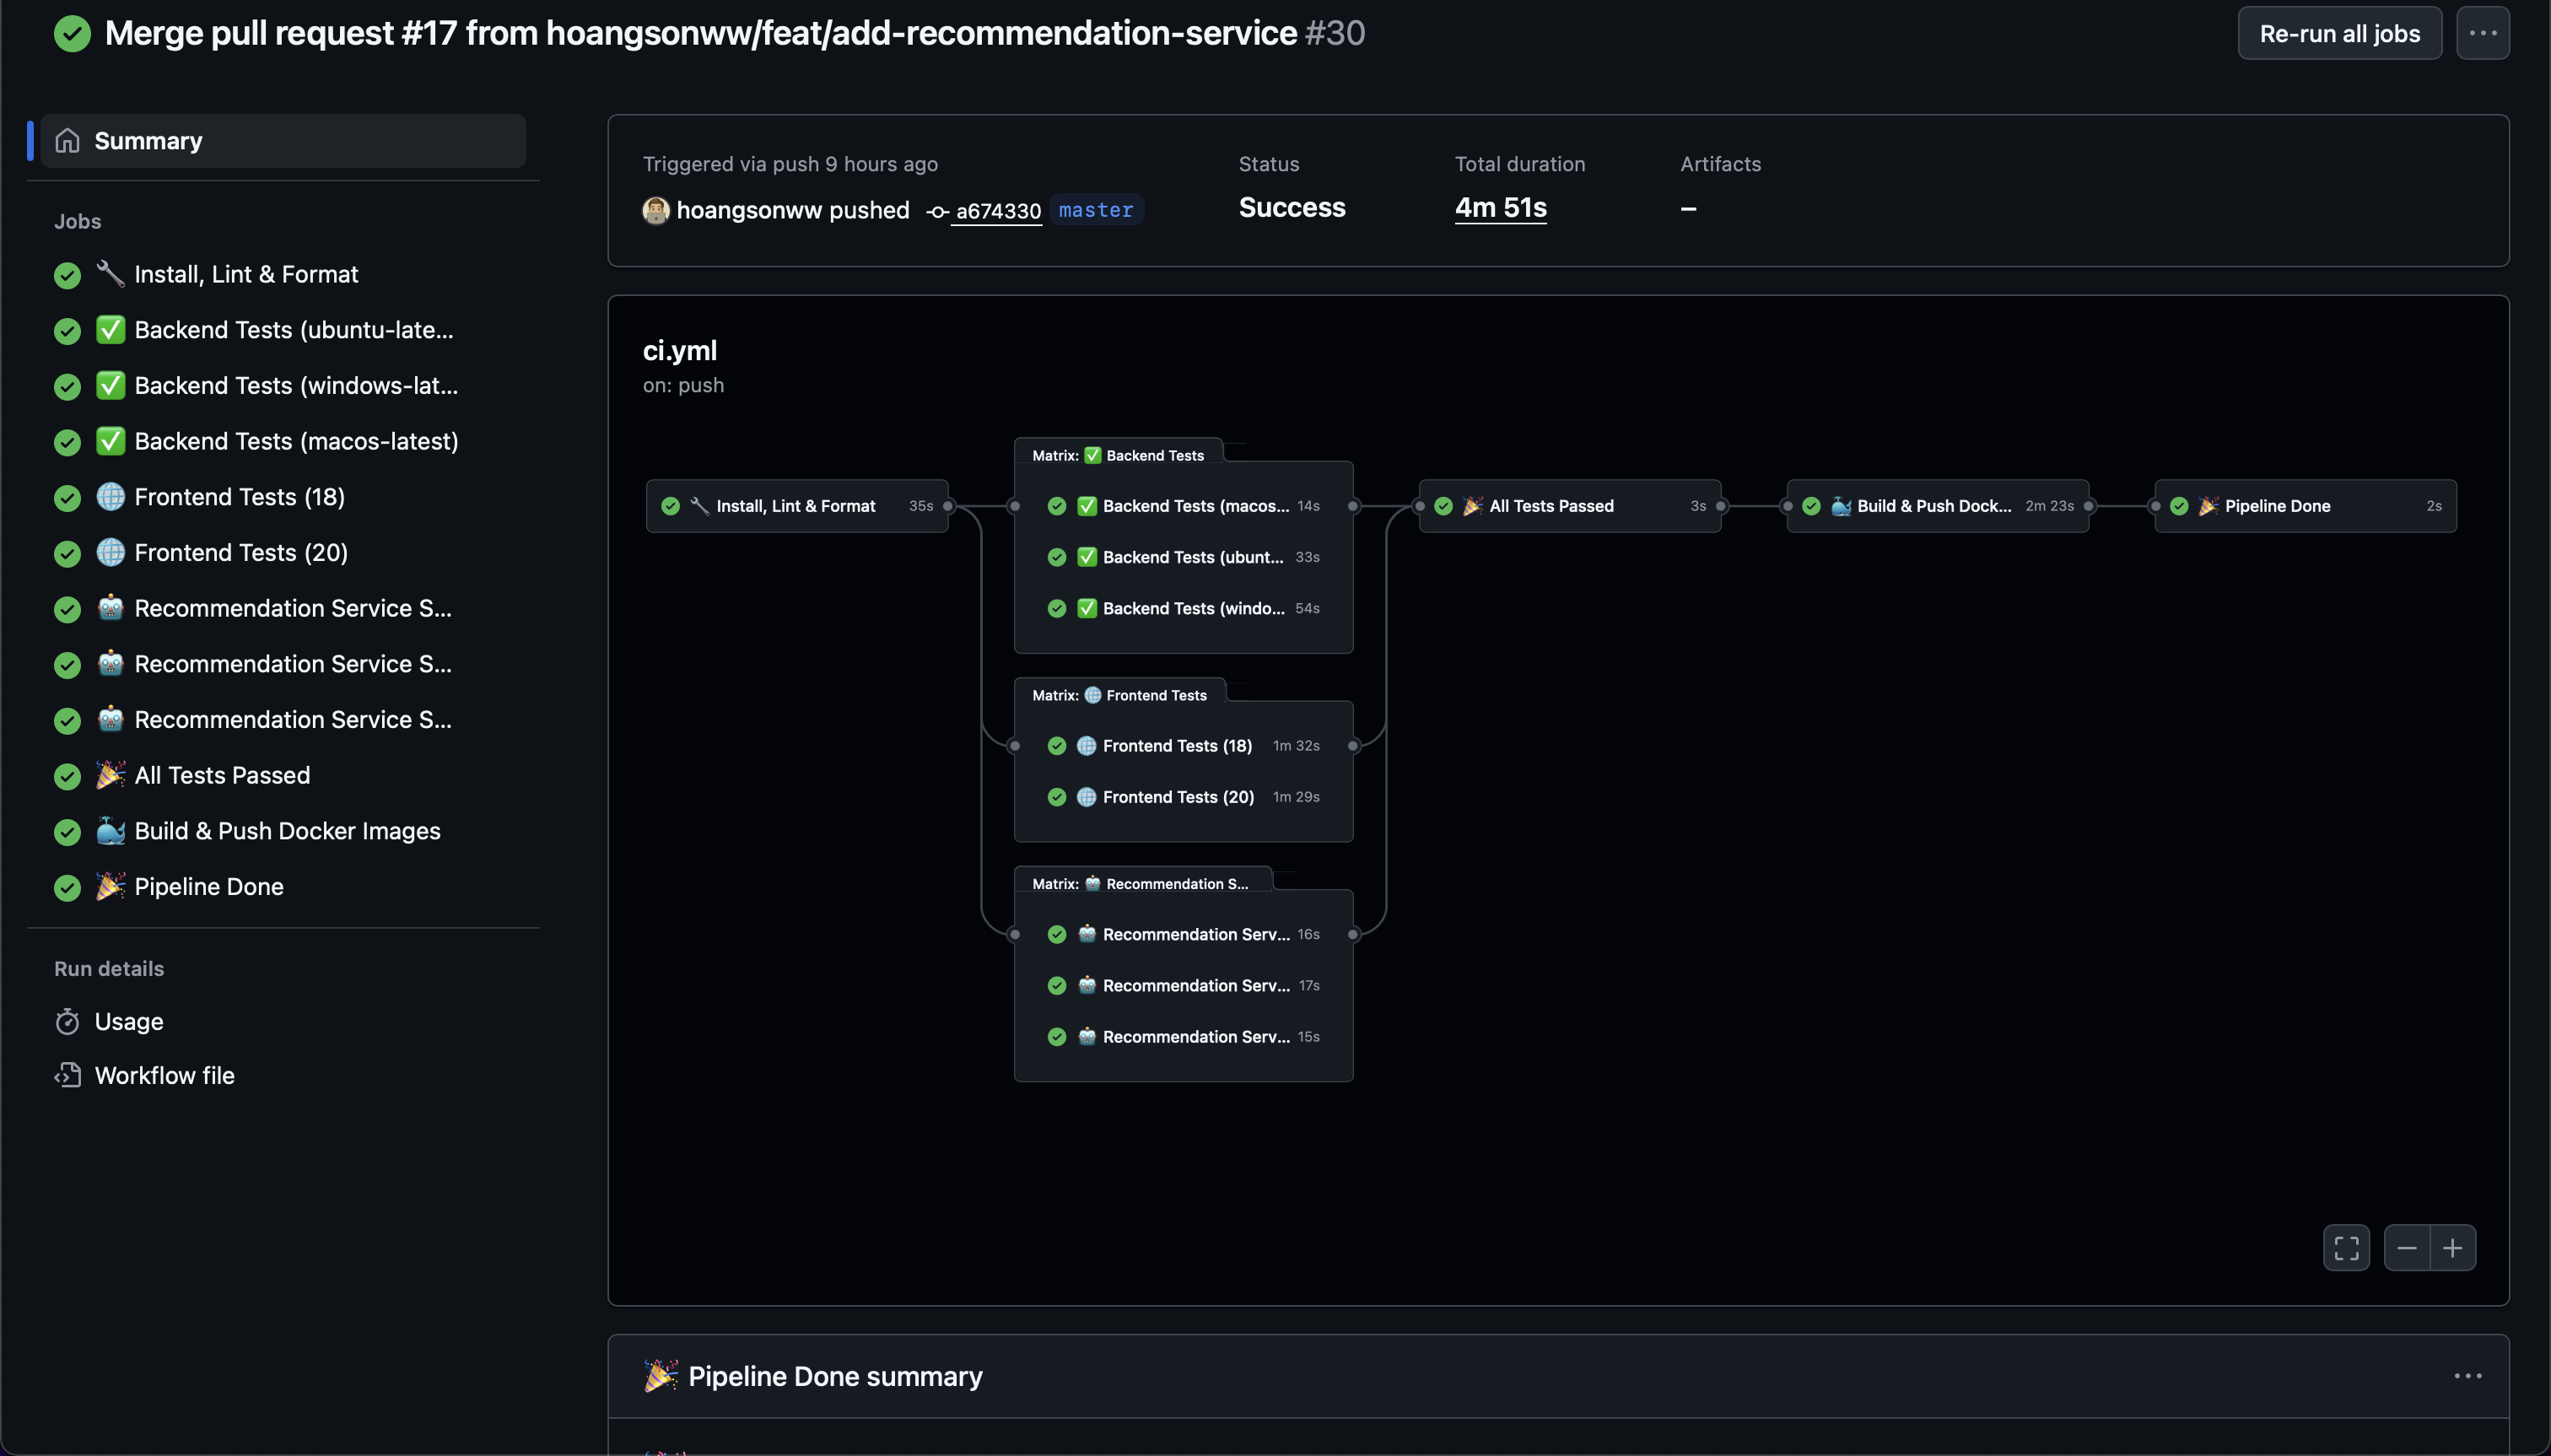 Merge pull request #17 from hoangsonww/feat/add-recommendation-service #30
Re-run all jobs
Summary
Jobs
Install, Lint & Format
Backend Tests (ubuntu-late...
Backend Tests (windows-lat...
Backend Tests (macos-latest)
Frontend Tests (18)
Frontend Tests (20)
Recommendation Service S...
Recommendation Service S...
Recommendation Service S...
All Tests Passed
Build & Push Docker Images
Pipeline Done
Run details
Usage
Workflow file
Triggered via push 9 hours ago
hoangsonww pushed a674330 master
Status
Success
Total duration
4m 51s
Artifacts
–
ci.yml
on: push
Install, Lint & Format 35s
Matrix: ✅ Backend Tests
Backend Tests (macos... 14s
Backend Tests (ubunt... 33s
Backend Tests (windo... 54s
Matrix: 🌐 Frontend Tests
Frontend Tests (18) 1m 32s
Frontend Tests (20) 1m 29s
Matrix: 🤖 Recommendation S...
Recommendation Serv... 16s
Recommendation Serv... 17s
Recommendation Serv... 15s
All Tests Passed 3s
Build & Push Dock... 2m 23s
Pipeline Done 2s
Pipeline Done summary